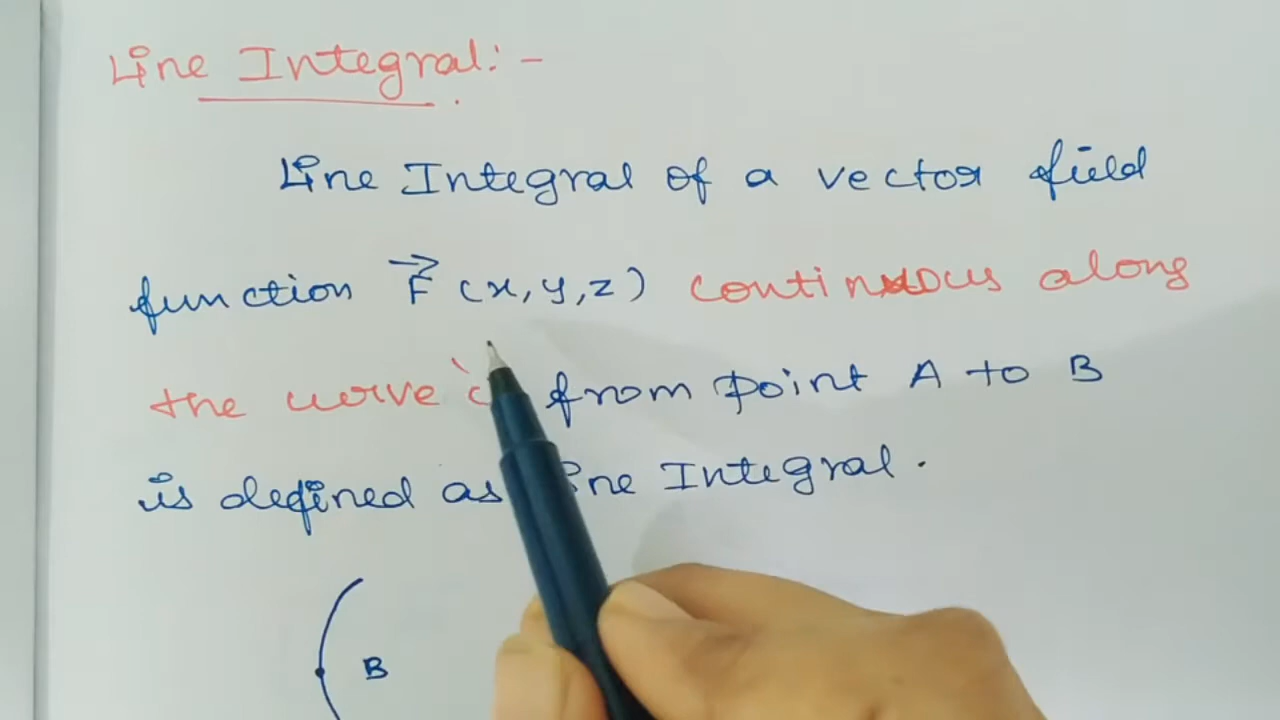 Line Integral:-
Line Integral of a vector field
function F⃗ (x,y,z) continuous along
the curve 'c from point A to B
is defined as line Integral.
B